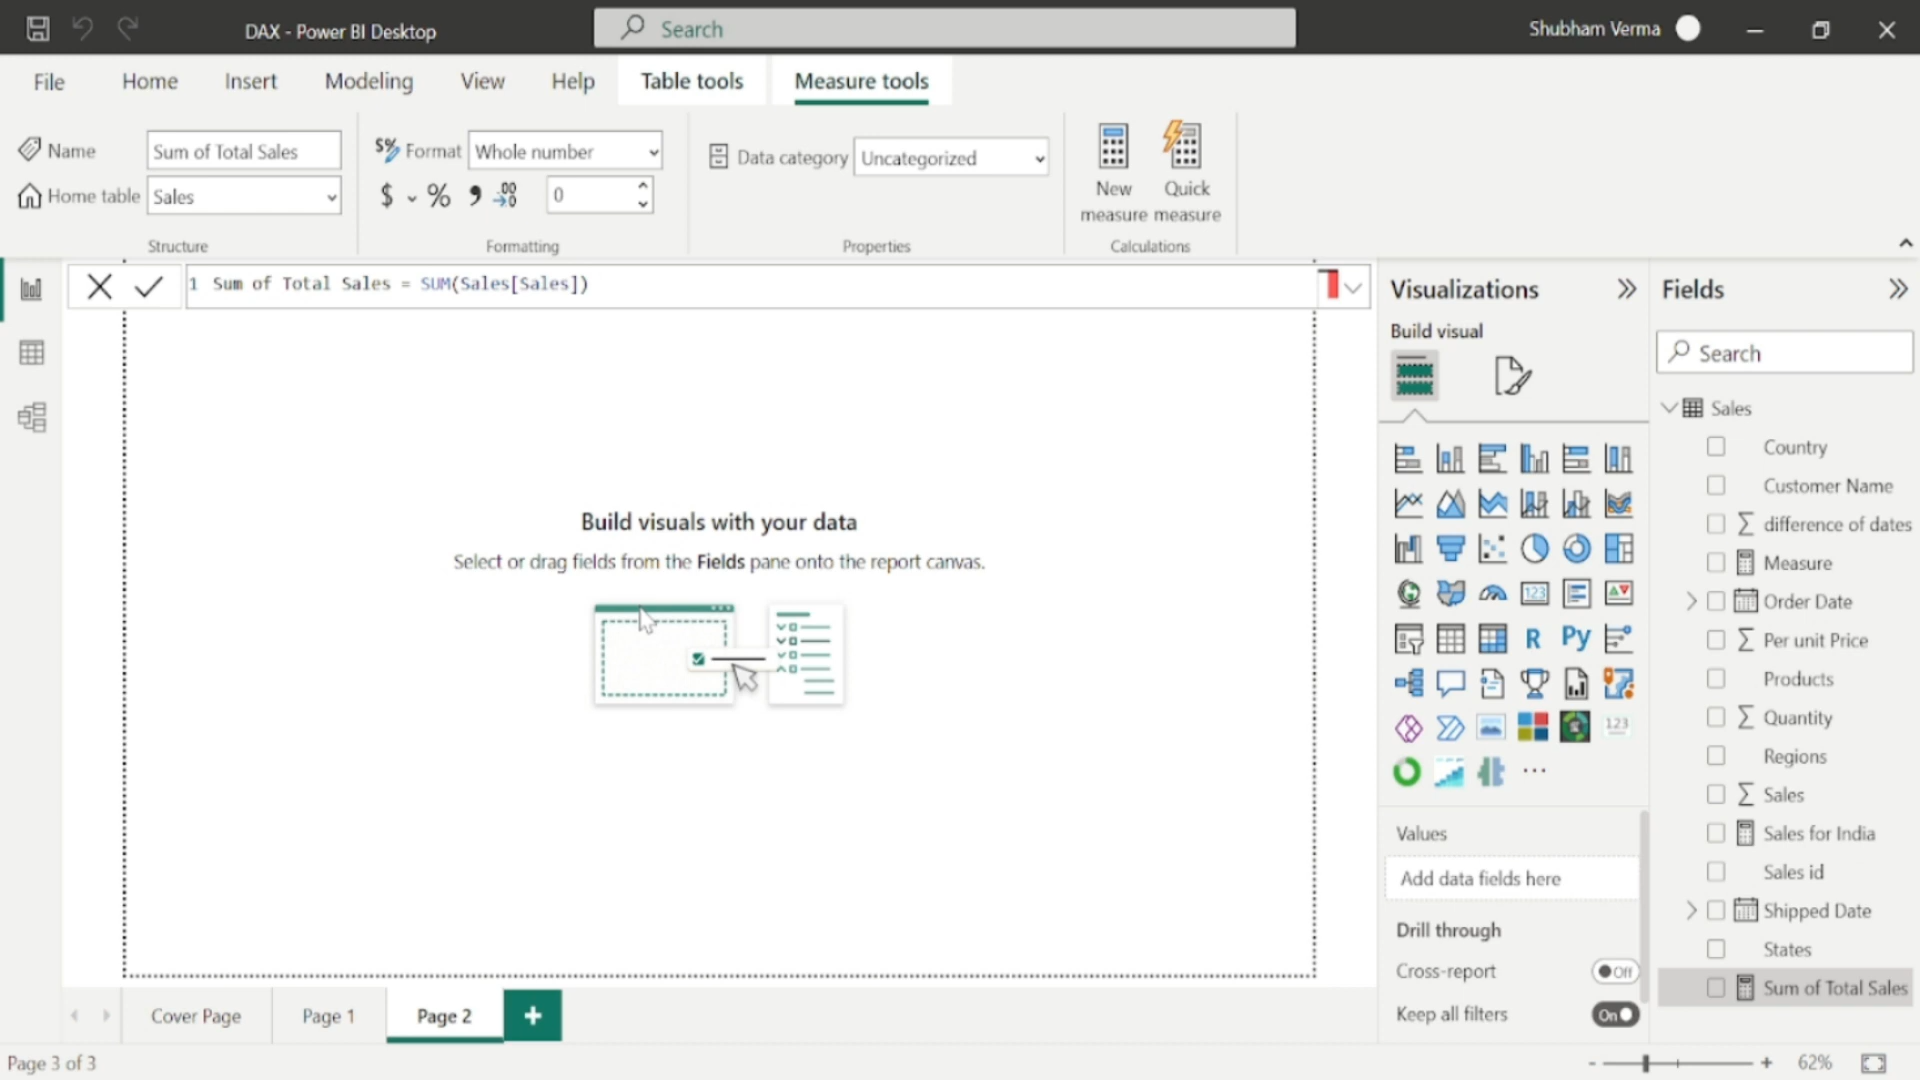 DAX - Power BI Desktop
Search
Shubham Verma
File
Home
Insert
Modeling
View
Help
Table tools
Measure tools
Name
Sum of Total Sales
Home table
Sales
Structure
$% Format
Whole number
$
%
,
.00
→0
0
Formatting
Data category
Uncategorized
Properties
New measure
Quick measure
Calculations
1 Sum of Total Sales = SUM(Sales[Sales])
Build visuals with your data
Select or drag fields from the Fields pane onto the report canvas.
Visualizations
Build visual
123
R
Py
123
...
Values
Add data fields here
Drill through
Cross-report
Off
Keep all filters
On
Fields
Search
Sales
Country
Customer Name
∑ difference of dates
Measure
Order Date
∑ Per unit Price
Products
∑ Quantity
Regions
∑ Sales
Sales for India
Sales id
Shipped Date
States
Sum of Total Sales
Cover Page
Page 1
Page 2
+
Page 3 of 3
-
+
62%